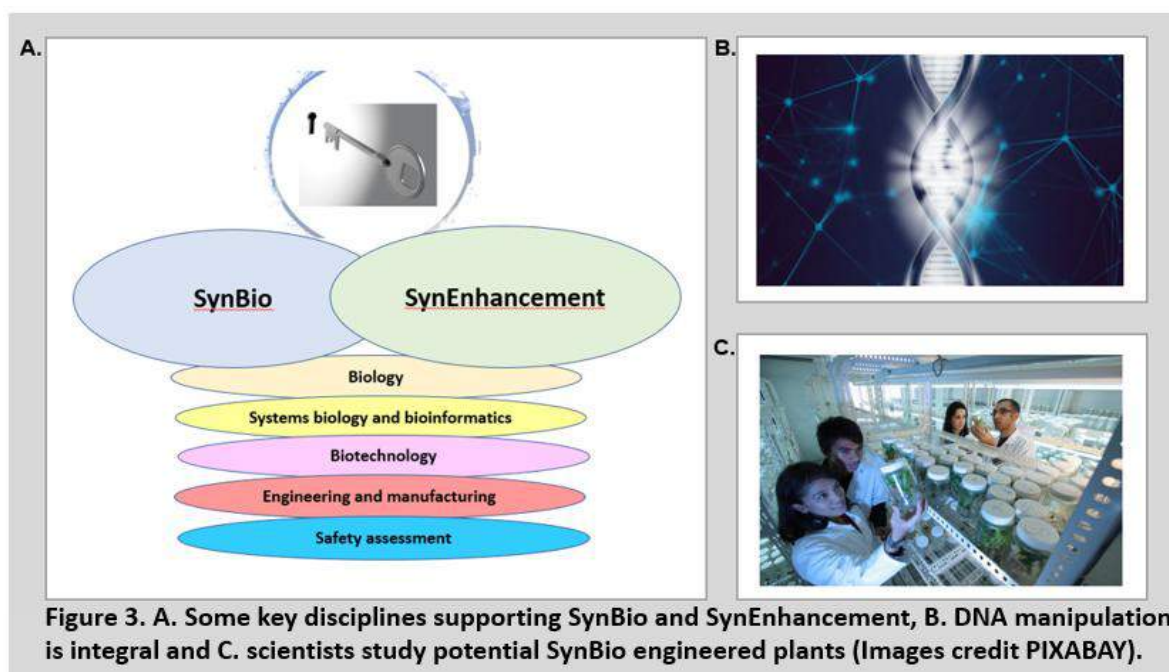 A.
SynBio
SynEnhancement
Biology
Systems biology and bioinformatics
Biotechnology
Engineering and manufacturing
Safety assessment
B.
C.
Figure 3. A. Some key disciplines supporting SynBio and SynEnhancement, B. DNA manipulation
is integral and C. scientists study potential SynBio engineered plants (Images credit PIXABAY).